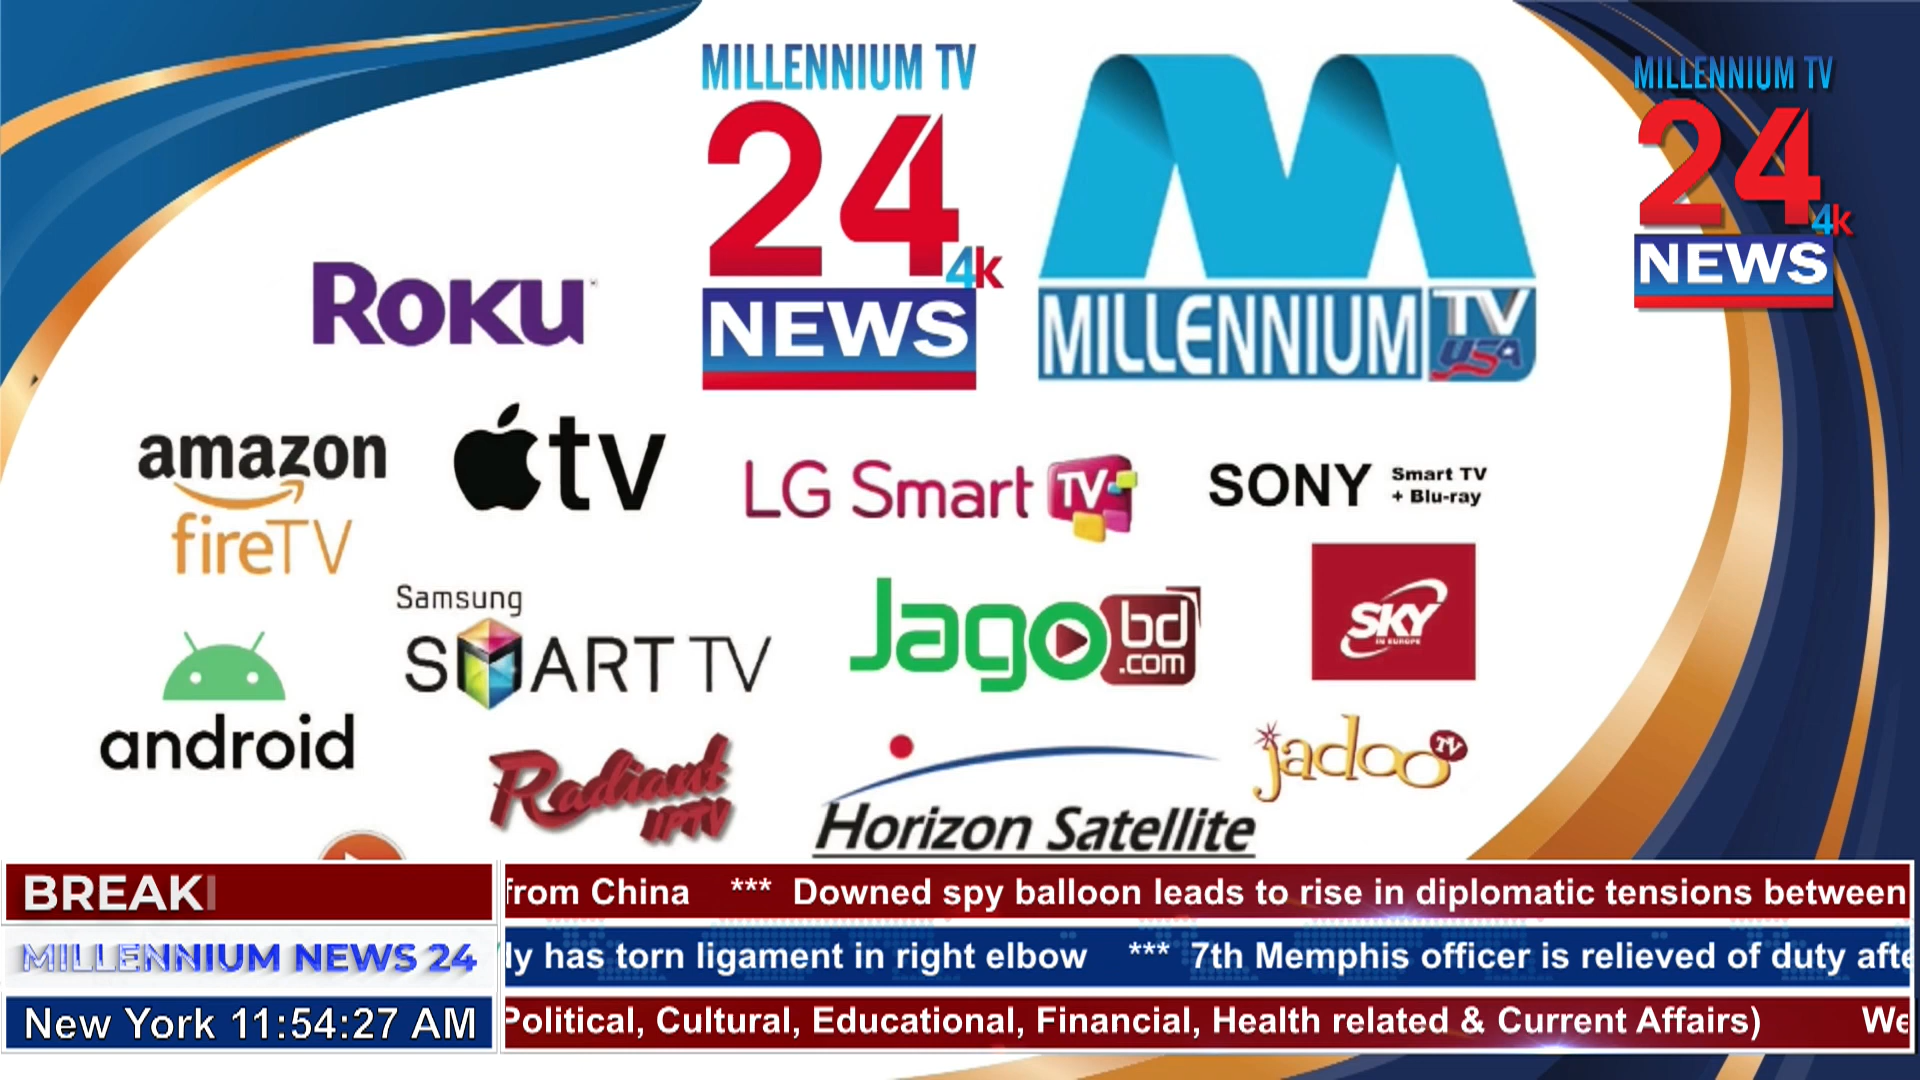 MILLENNIUM TV
24
4k
NEWS
MILLENNIUM TV
USA
MILLENNIUM TV
24
4k
NEWS
ROKU
amazon
fireTV
tv
LG Smart TV
SONY
Smart TV
+ Blu-ray
Samsung
SMART TV
Jago bd
.com
SKY
IN EUROPE
android
Radiant
IPTV
Horizon Satellite
jadoo TV
BREAKI
from China *** Downed spy balloon leads to rise in diplomatic tensions between
MILLENNIUM NEWS 24
dy has torn ligament in right elbow *** 7th Memphis officer is relieved of duty afte
New York 11:54:27 AM
Political, Cultural, Educational, Financial, Health related & Current Affairs) We